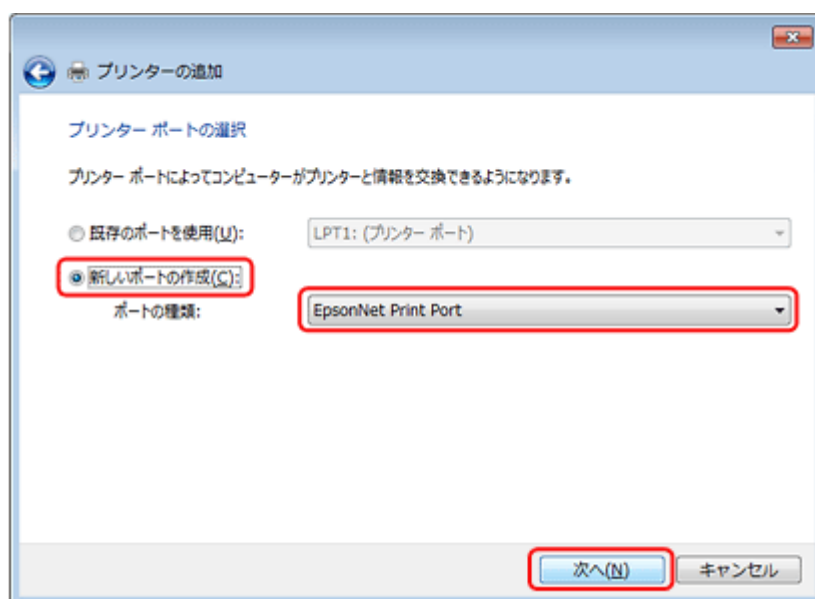 プリンターの追加
プリンター ポートの選択
プリンター ポートによってコンピューターがプリンターと情報を交換できるようになります。
既存のポートを使用(U): LPT1: (プリンター ポート)
新しいポートの作成(C):
ポートの種類: EpsonNet Print Port
次へ(N) キャンセル